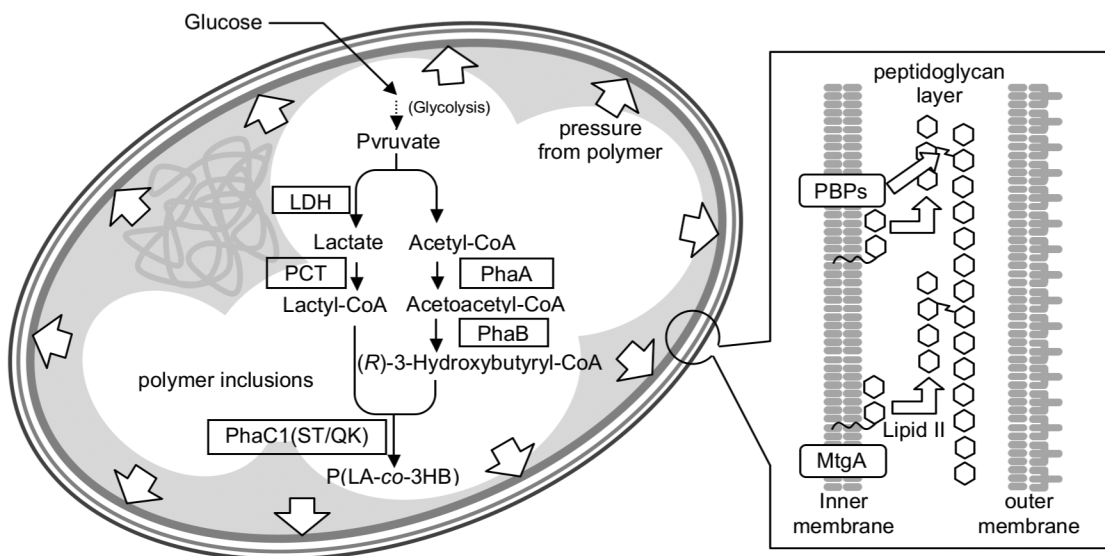 Glucose
(Glycolysis)
Pyruvate
pressure
from polymer
LDH
Lactate
Acetyl-CoA
PCT
PhaA
Lactyl-CoA
Acetoacetyl-CoA
PhaB
(R)-3-Hydroxybutyryl-CoA
polymer inclusions
PhaC1(ST/QK)
P(LA-co-3HB)
peptidoglycan
layer
PBPs
Lipid II
MtgA
Inner
membrane
outer
membrane